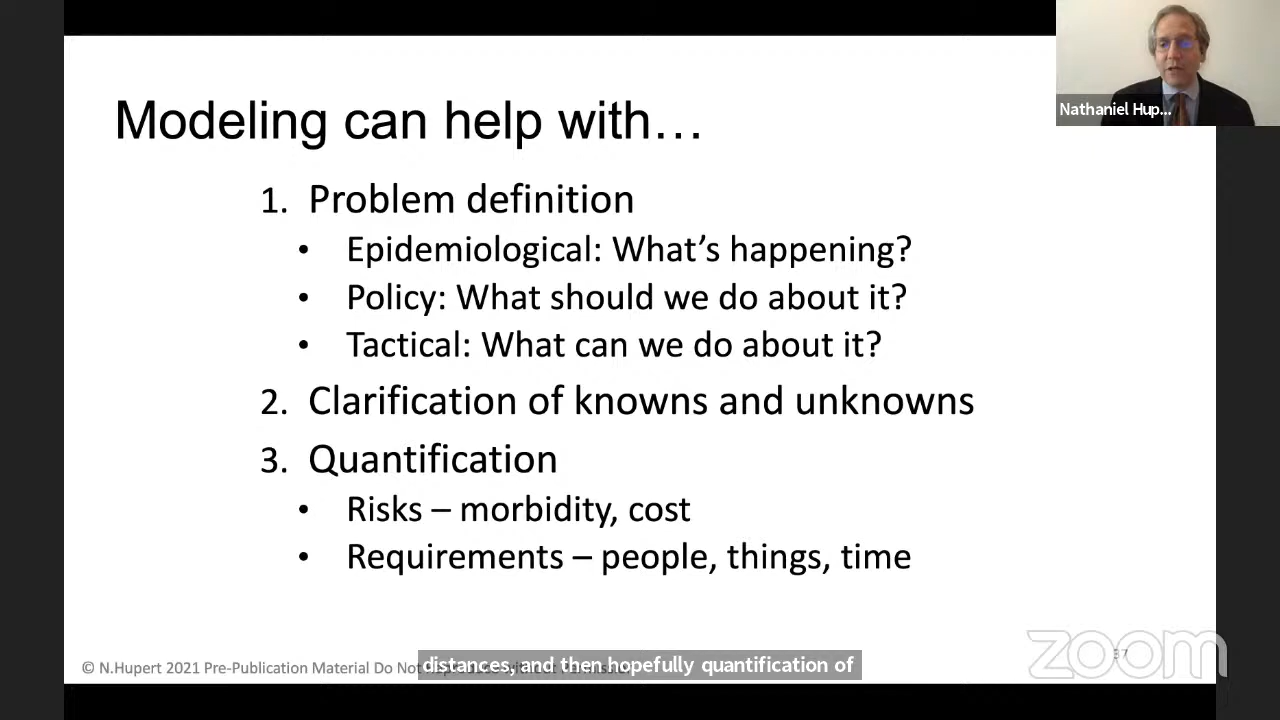 Modeling can help with…
Nathaniel Hup...
1. Problem definition
• Epidemiological: What's happening?
• Policy: What should we do about it?
• Tactical: What can we do about it?
2. Clarification of knowns and unknowns
3. Quantification
• Risks – morbidity, cost
• Requirements – people, things, time
© N.Hupert 2021 Pre-Publication Material Do Not
distances, and then hopefully quantification of
zoom